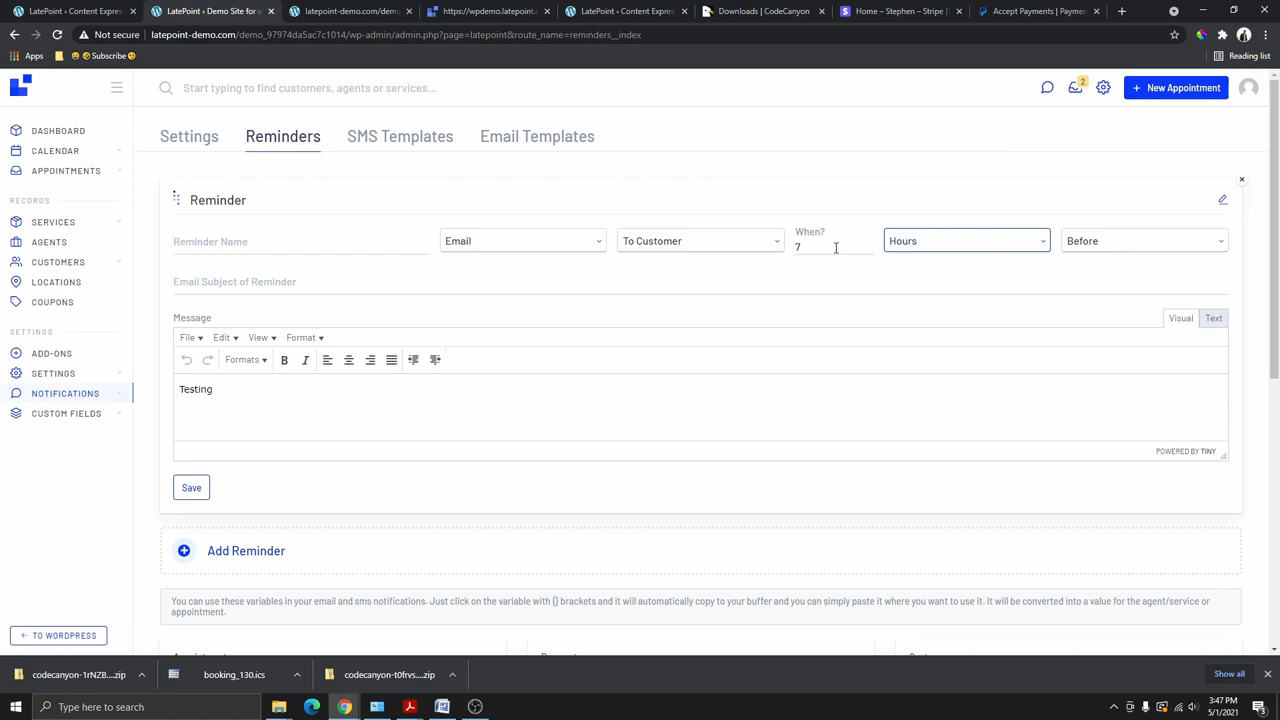 LatePoint ‹ Content Expres
LatePoint ‹ Demo Site for u
latepoint-demo.com/demo
https://wpdemo.latepoint.c
LatePoint ‹ Content Expres
Downloads | CodeCanyon
Home – Stephen – Stripe [T
Accept Payments | Paymen
Not secure | latepoint-demo.com/demo_97974da5ac7c1014/wp-admin/admin.php?page=latepoint&route_name=reminders__index
Apps
Subscribe
Reading list
Start typing to find customers, agents or services...
2
+ New Appointment
DASHBOARD
CALENDAR
APPOINTMENTS
RECORDS
SERVICES
AGENTS
CUSTOMERS
LOCATIONS
COUPONS
SETTINGS
ADD-ONS
SETTINGS
NOTIFICATIONS
CUSTOM FIELDS
← TO WORDPRESS
Settings
Reminders
SMS Templates
Email Templates
Reminder
Reminder Name
Email
To Customer
When?
7
Hours
Before
Email Subject of Reminder
Message
Visual
Text
File
Edit
View
Format
Formats
B
I
Testing
POWERED BY TINY
Save
Add Reminder
You can use these variables in your email and sms notifications. Just click on the variable with {} brackets and it will automatically copy to your buffer and you can simply paste it where you want to use it. It will be converted into a value for the agent/service or
appointment.
codecanyon-1rNZB....zip
booking_130.ics
codecanyon-t0frvs....zip
Show all
Type here to search
3:47 PM
5/1/2021
3